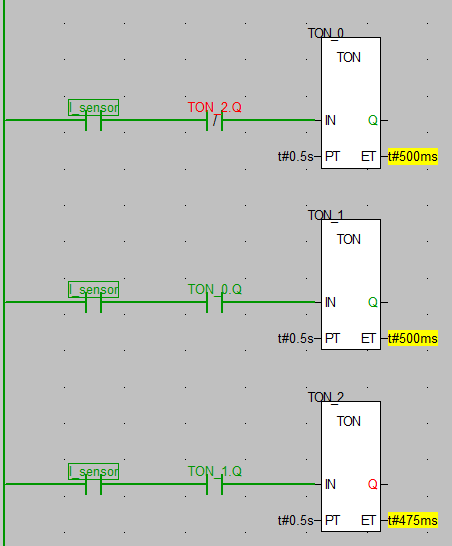 TON_0
TON
I_sensor TON_2.Q
/ IN Q
t#0.5s PT ET t#500ms
TON_1
TON
I_sensor TON_0.Q
IN Q
t#0.5s PT ET t#500ms
TON_2
TON
I_sensor TON_1.Q
IN Q
t#0.5s PT ET t#475ms